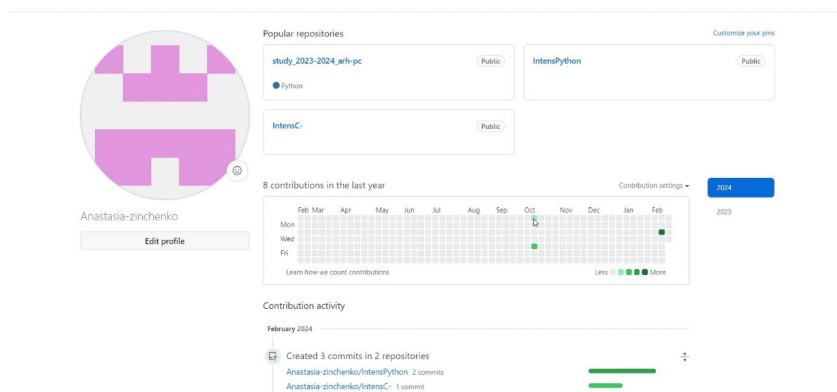 Popular repositories
Customize your pins
study_2023-2024_arh-pc
Public
Python
IntensPython
Public
IntensC-
Public
8 contributions in the last year
Contribution settings
2024
2023
Feb Mar Apr May Jun Jul Aug Sep Oct Nov Dec Jan Feb
Mon
Wed
Fri
Learn how we count contributions
Less More
Anastasia-zinchenko
Edit profile
Contribution activity
February 2024
Created 3 commits in 2 repositories
Anastasia-zinchenko/IntensPython 2 commits
Anastasia-zinchenko/IntensC- 1 commit